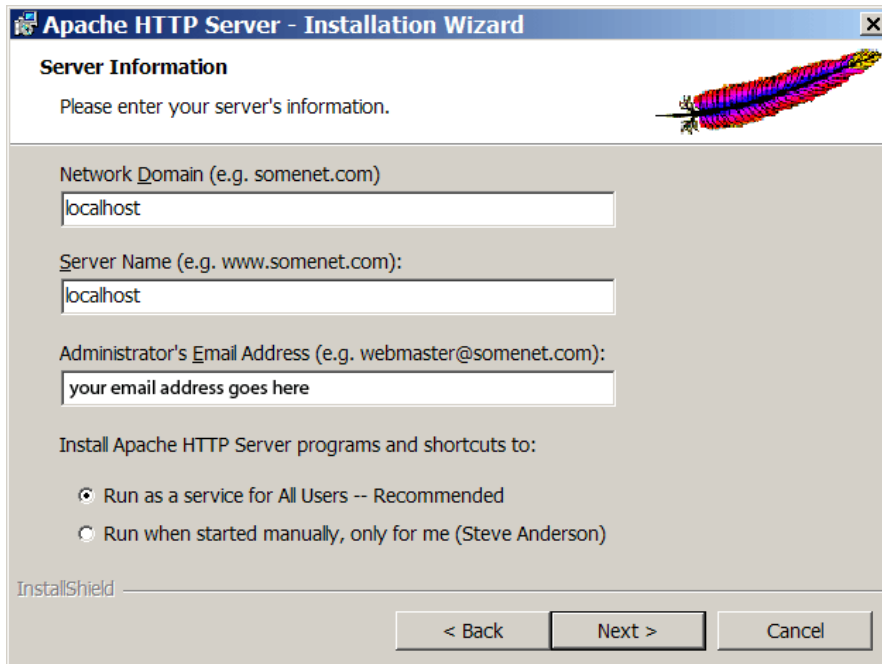 Apache HTTP Server - Installation Wizard
Server Information
Please enter your server's information.
Network Domain (e.g. somenet.com)
localhost
Server Name (e.g. www.somenet.com):
localhost
Administrator's Email Address (e.g. webmaster@somenet.com):
your email address goes here
Install Apache HTTP Server programs and shortcuts to:
Run as a service for All Users -- Recommended
Run when started manually, only for me (Steve Anderson)
InstallShield
< Back Next > Cancel